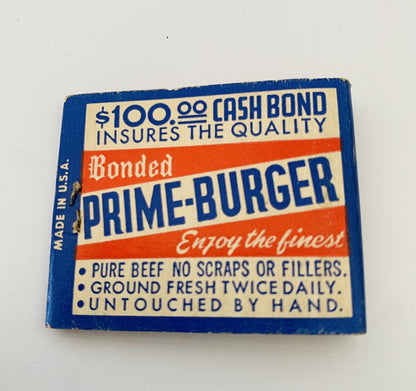 $100.00 CASH BOND
INSURES THE QUALITY
Bonded
PRIME-BURGER
Enjoy the finest
• PURE BEEF NO SCRAPS OR FILLERS.
• GROUND FRESH TWICE DAILY.
• UNTOUCHED BY HAND.
MADE IN U.S.A.